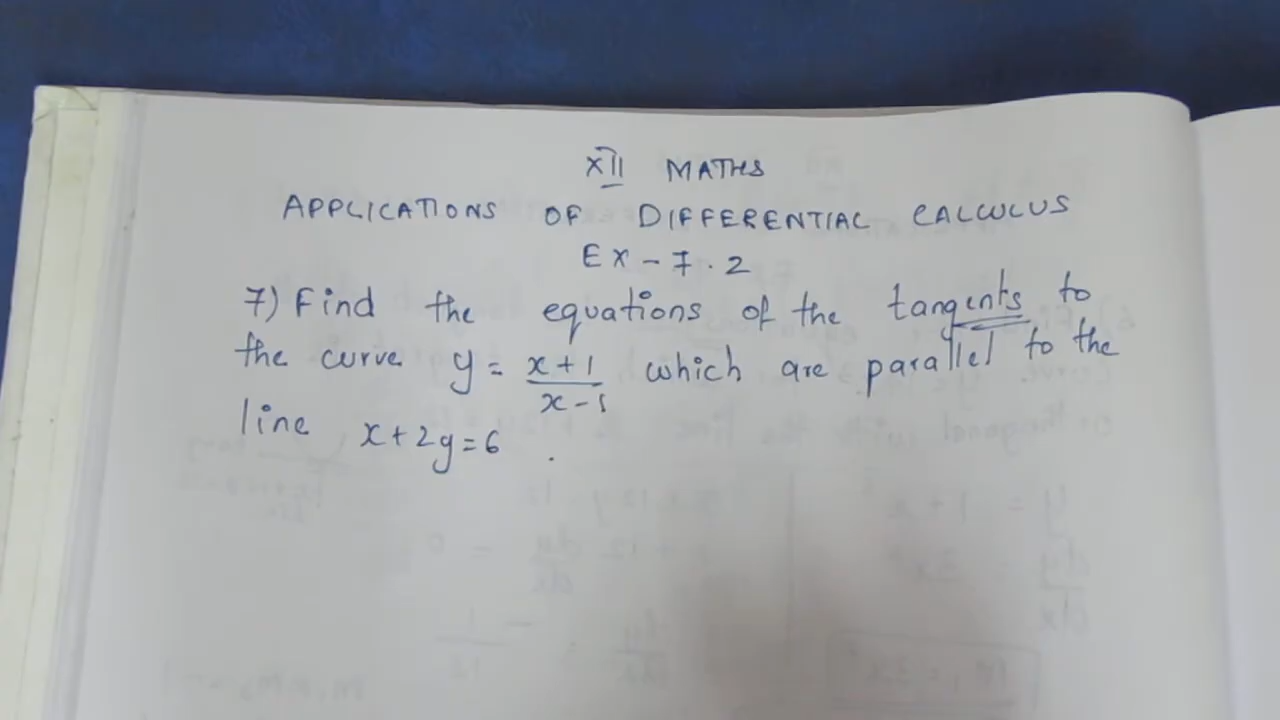 XII MATHS
APPLICATIONS OF DIFFERENTIAL CALCULUS
EX - 7.2
7) Find the equations of the tangents to
the curve y = x+1/x-1 which are parallel to the
line x+2y=6.